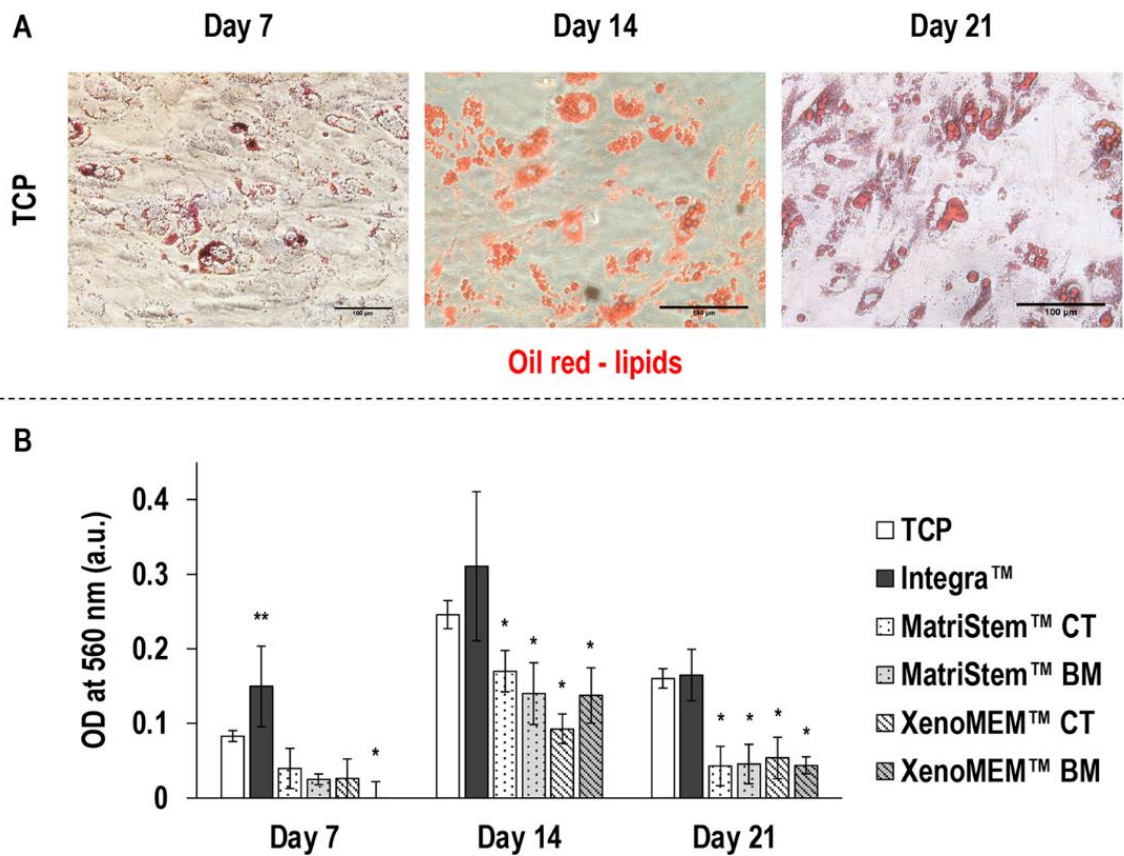 A
Day 7
Day 14
Day 21
TCP
100 µm
100 µm
100 µm
Oil red - lipids
B
OD at 560 nm (a.u.)
0.4
0.3
0.2
0.1
0
**
*
*
*
*
*
*
*
*
*
Day 7
Day 14
Day 21
TCP
Integra™
MatriStem™ CT
MatriStem™ BM
XenoMEM™ CT
XenoMEM™ BM